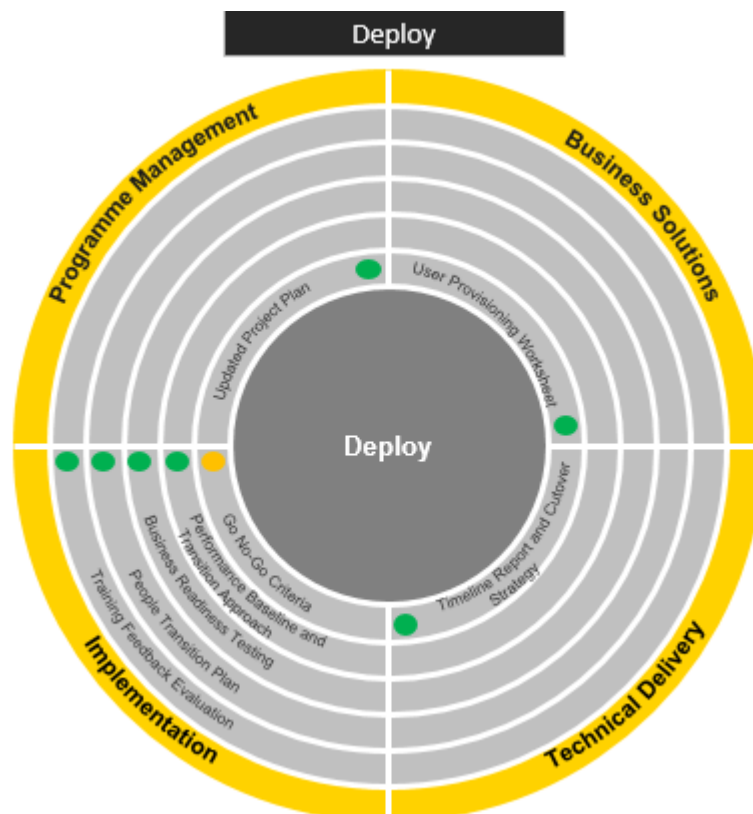 Deploy
Programme Management
Business Solutions
Updated Project Plan
User Provisioning Worksheet
Deploy
Go No-Go Criteria
Performance Baseline and
Transition Approach
Business Readiness Testing
People Transition Plan
Training Feedback Evaluation
Timeline Report and Cutover
Strategy
Implementation
Technical Delivery